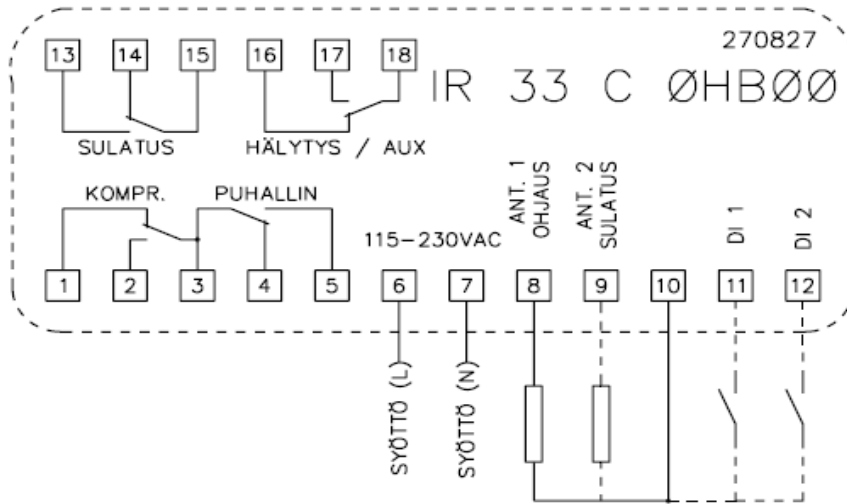 13 14 15 16 17 18
270827
IR 33 C ØHBØØ
SULATUS HÄLYTYS / AUX
KOMPR. PUHALLIN
115-230VAC
ANT. 1
OHJAUS
ANT. 2
SULATUS
DI 1
DI 2
1 2 3 4 5 6 7 8 9 10 11 12
SYÖTTÖ (L)
SYÖTTÖ (N)